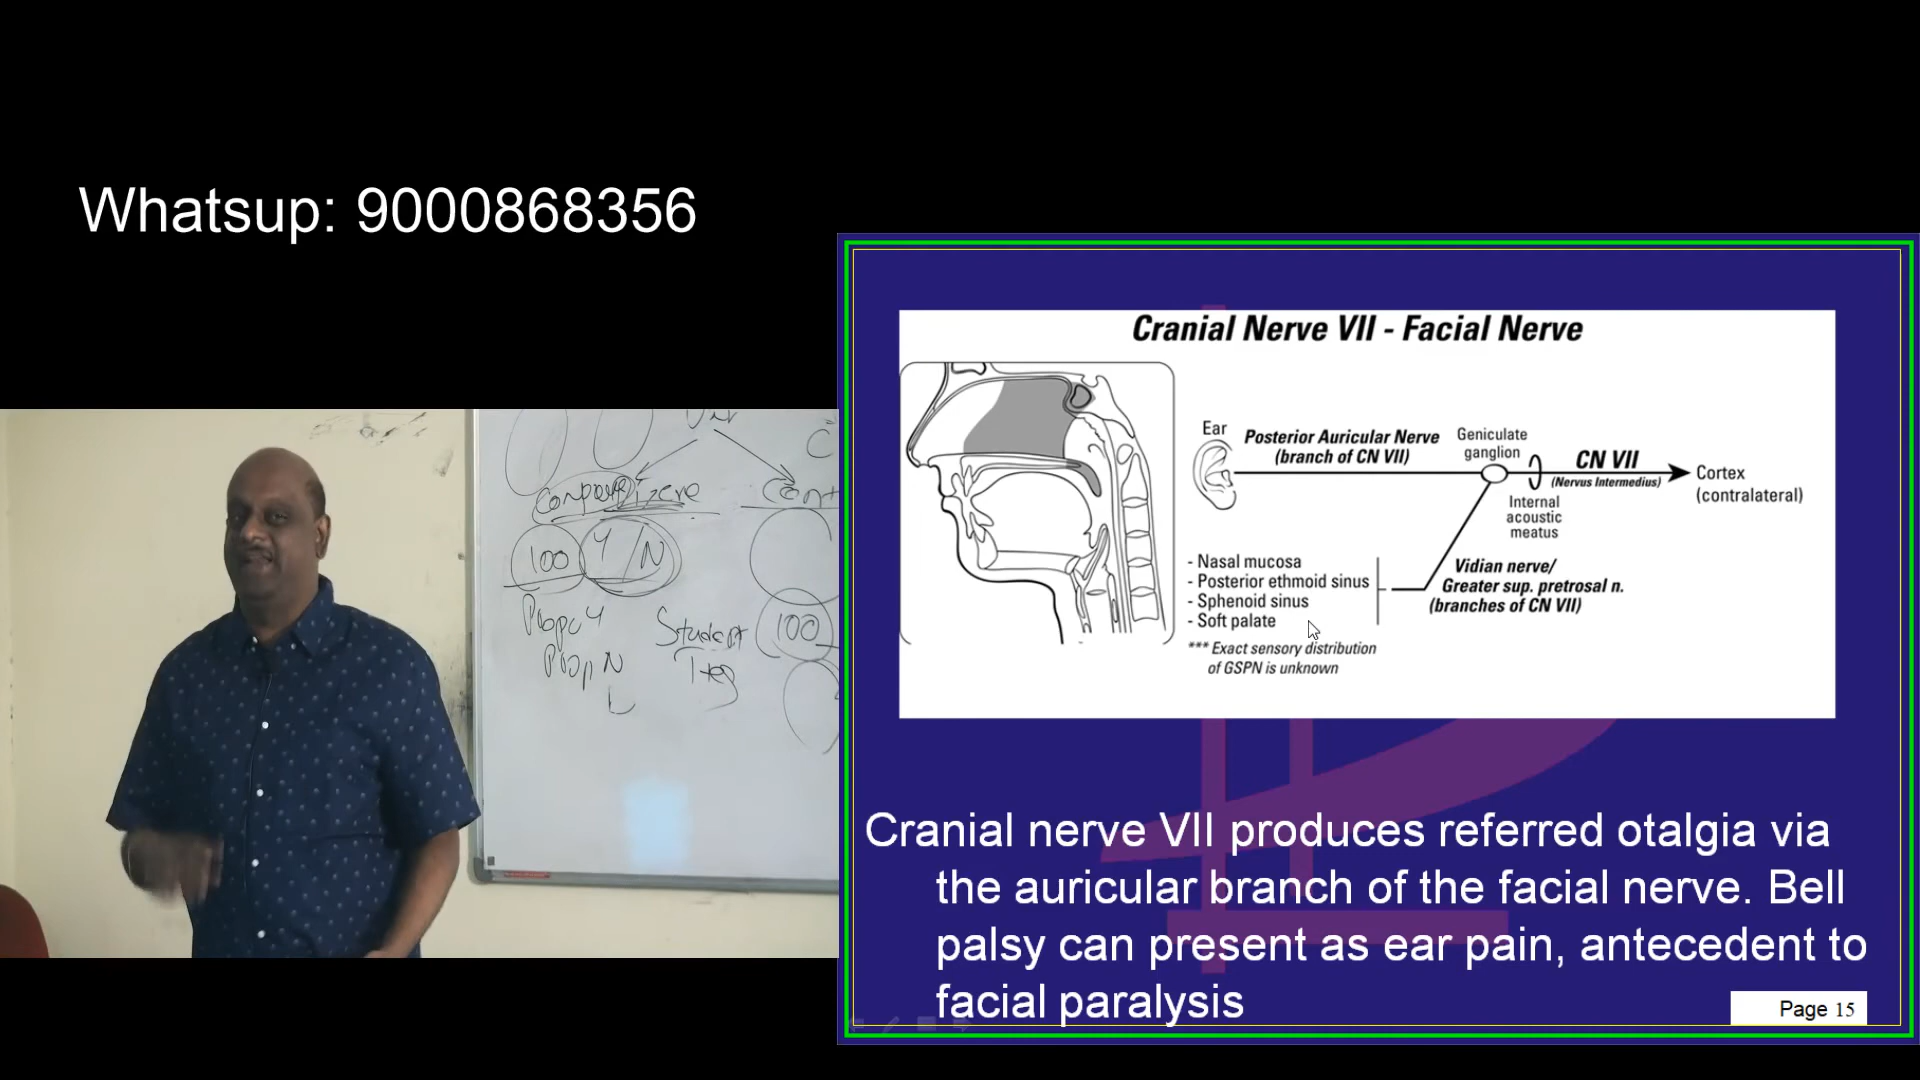 Whatsup: 9000868356
Cranial Nerve VII - Facial Nerve
Ear
Posterior Auricular Nerve
(branch of CN VII)
Geniculate
ganglion
CN VII
(Nervus Intermedius)
Cortex
(contralateral)
Internal
acoustic
meatus
- Nasal mucosa
- Posterior ethmoid sinus
- Sphenoid sinus
- Soft palate
Vidian nerve/
Greater sup. pretrosal n.
(branches of CN VII)
*** Exact sensory distribution
of GSPN is unknown
100
Y/N
Student
100
Cranial nerve VII produces referred otalgia via
the auricular branch of the facial nerve. Bell
palsy can present as ear pain, antecedent to
facial paralysis
Page 15